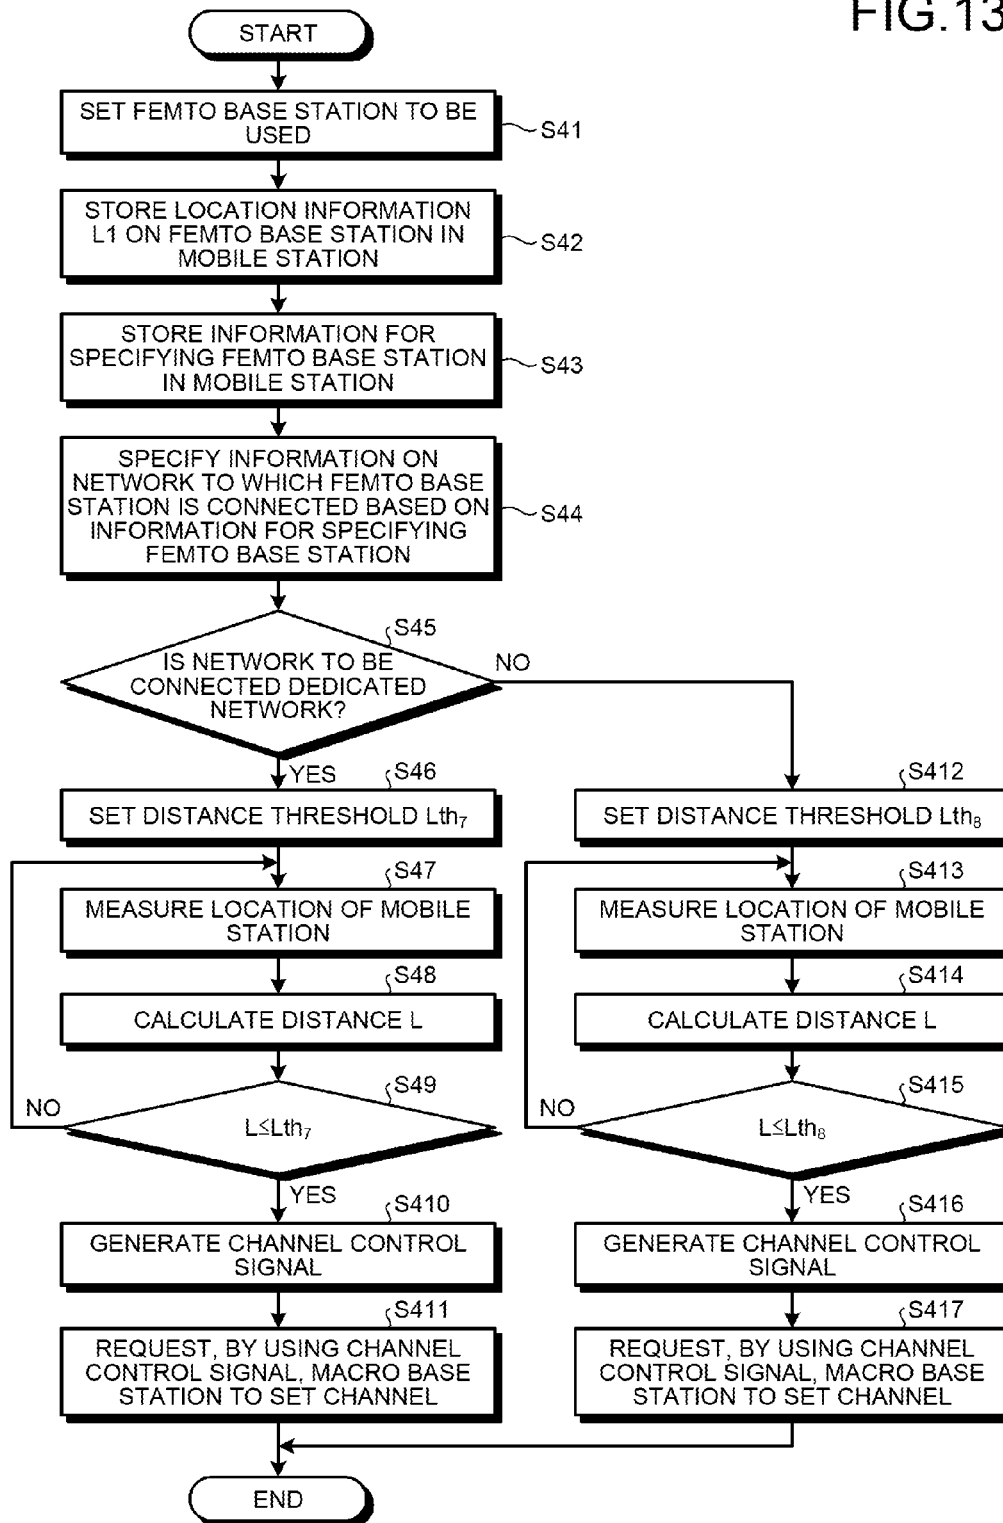 FIG.13
START
SET FEMTO BASE STATION TO BE
USED
S41
STORE LOCATION INFORMATION
L1 ON FEMTO BASE STATION IN
MOBILE STATION
S42
STORE INFORMATION FOR
SPECIFYING FEMTO BASE STATION
IN MOBILE STATION
S43
SPECIFY INFORMATION ON
NETWORK TO WHICH FEMTO BASE
STATION IS CONNECTED BASED ON
INFORMATION FOR SPECIFYING
FEMTO BASE STATION
S44
S45
IS NETWORK TO BE
CONNECTED DEDICATED
NETWORK?
NO
YES
S46
SET DISTANCE THRESHOLD Lth7
S47
MEASURE LOCATION OF MOBILE
STATION
S48
CALCULATE DISTANCE L
S49
L≤Lth7
NO
YES
S410
GENERATE CHANNEL CONTROL
SIGNAL
S411
REQUEST, BY USING CHANNEL
CONTROL SIGNAL, MACRO BASE
STATION TO SET CHANNEL
S412
SET DISTANCE THRESHOLD Lth8
S413
MEASURE LOCATION OF MOBILE
STATION
S414
CALCULATE DISTANCE L
S415
L≤Lth8
NO
YES
S416
GENERATE CHANNEL CONTROL
SIGNAL
S417
REQUEST, BY USING CHANNEL
CONTROL SIGNAL, MACRO BASE
STATION TO SET CHANNEL
END